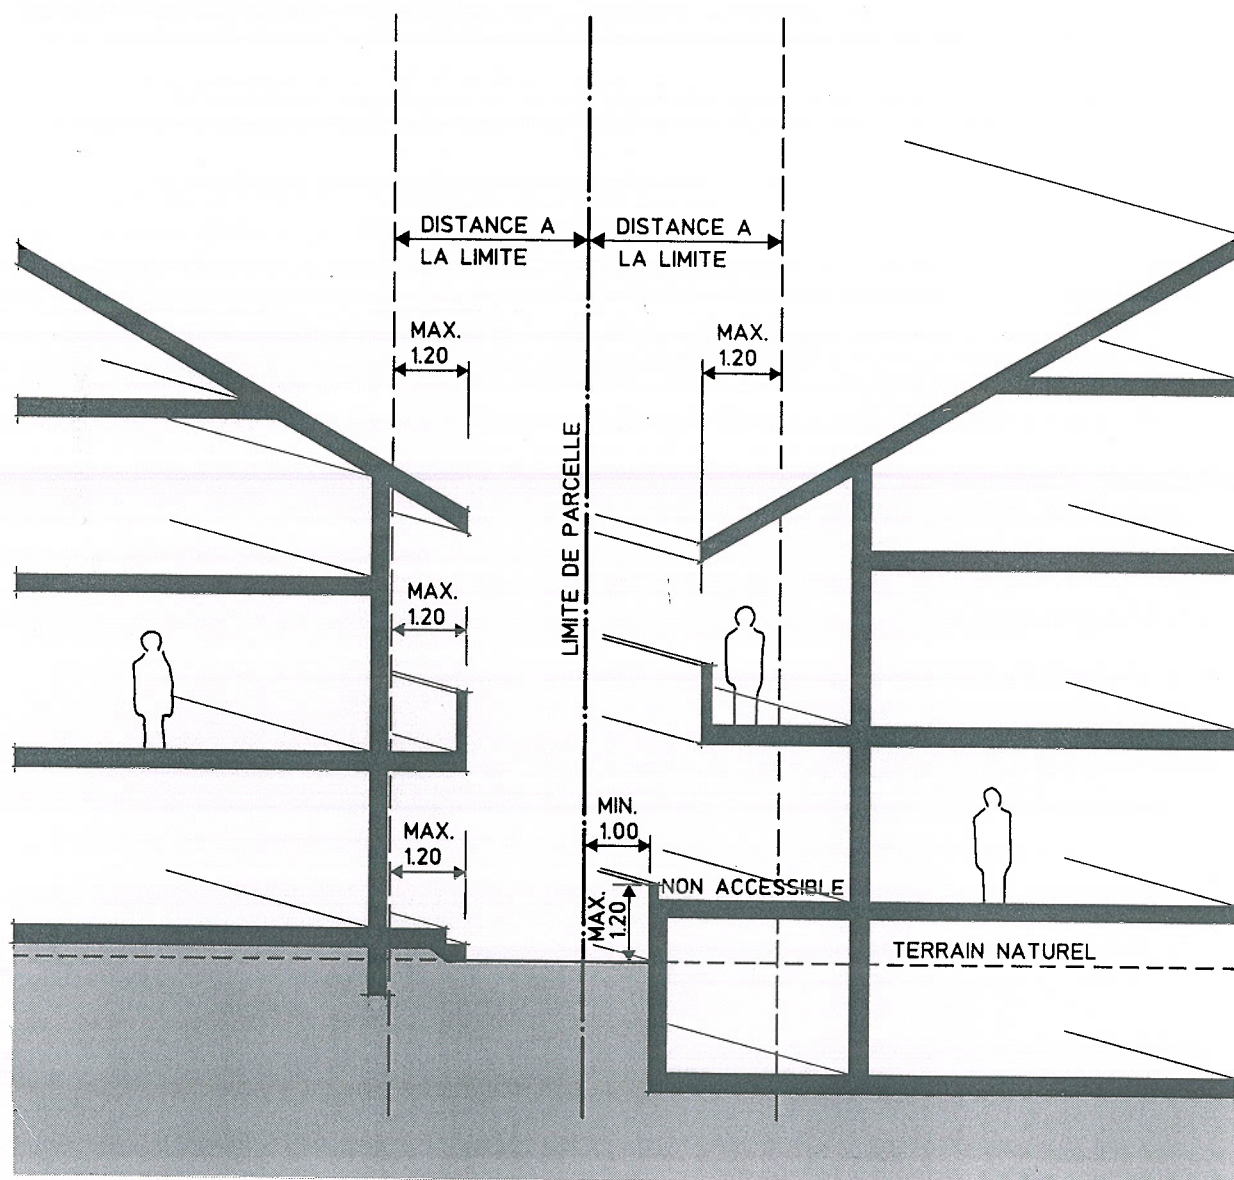 DISTANCE A
LA LIMITE
DISTANCE A
LA LIMITE
MAX.
1.20
MAX.
1.20
LIMITE DE PARCELLE
MAX.
1.20
MAX.
1.20
MIN.
1.00
MAX.
1.20
NON ACCESSIBLE
TERRAIN NATUREL